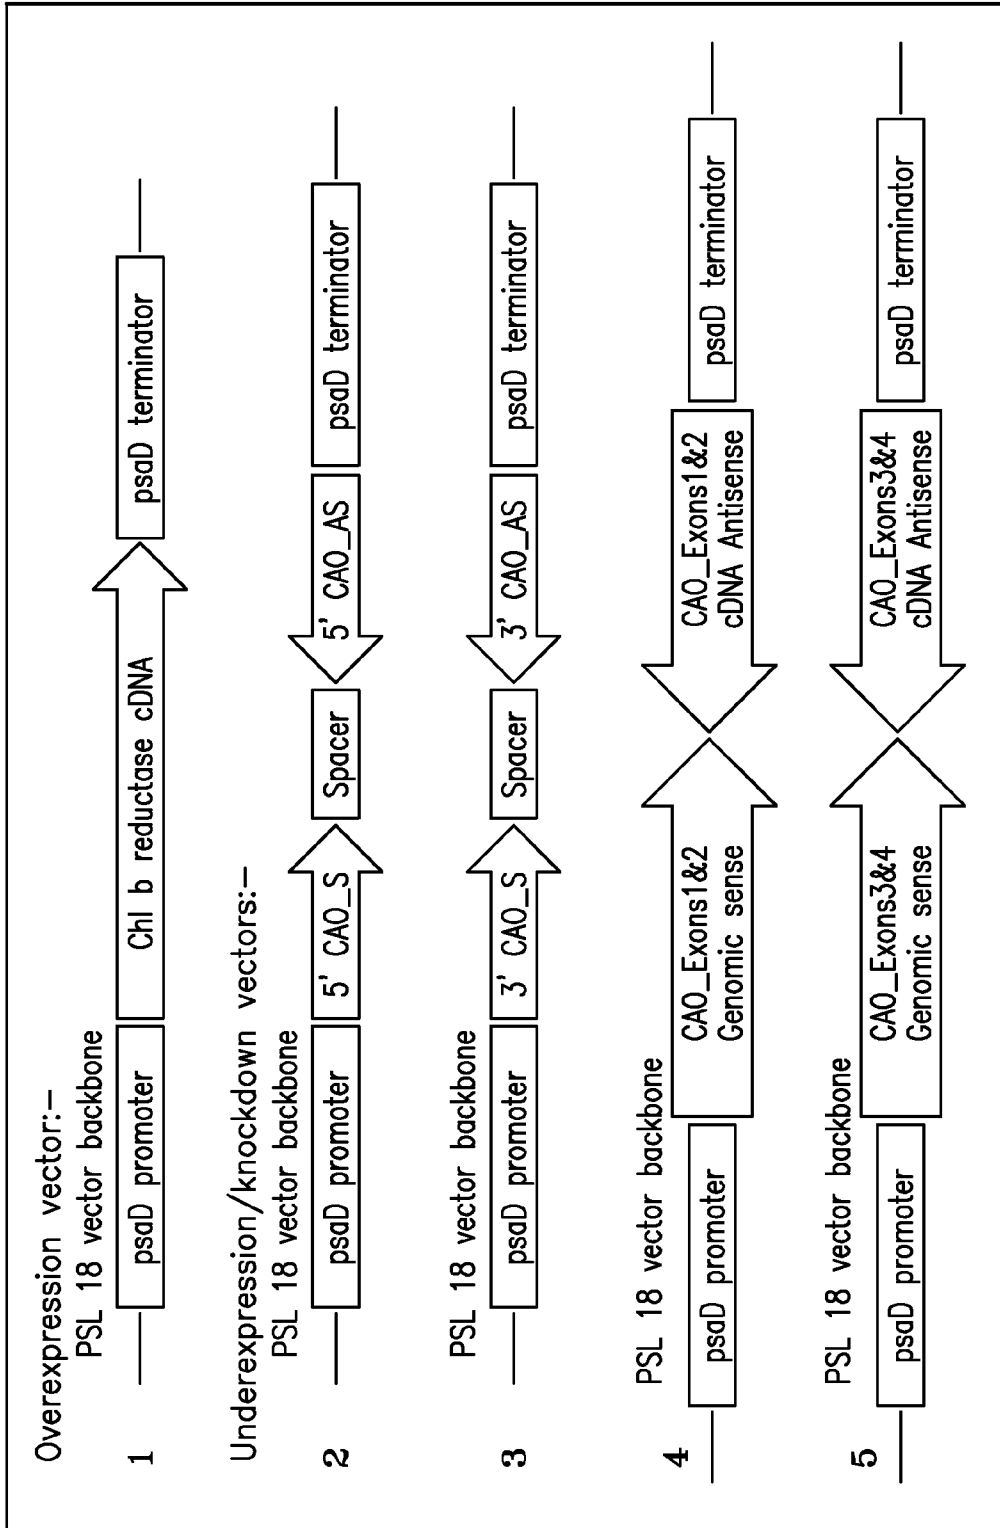 Overexpression vector:–
PSL 18 vector backbone
1 psaD promoter Chl b reductase cDNA psaD terminator
Underexpression/knockdown vectors:–
PSL 18 vector backbone
2 psaD promoter 5' CAO_S Spacer 5' CAO_AS psaD terminator
PSL 18 vector backbone
3 psaD promoter 3' CAO_S Spacer 3' CAO_AS psaD terminator
PSL 18 vector backbone
4 psaD promoter CAO_Exons1&2 CAO_Exons1&2 psaD terminator
Genomic sense cDNA Antisense
PSL 18 vector backbone
5 psaD promoter CAO_Exons3&4 CAO_Exons3&4 psaD terminator
Genomic sense cDNA Antisense